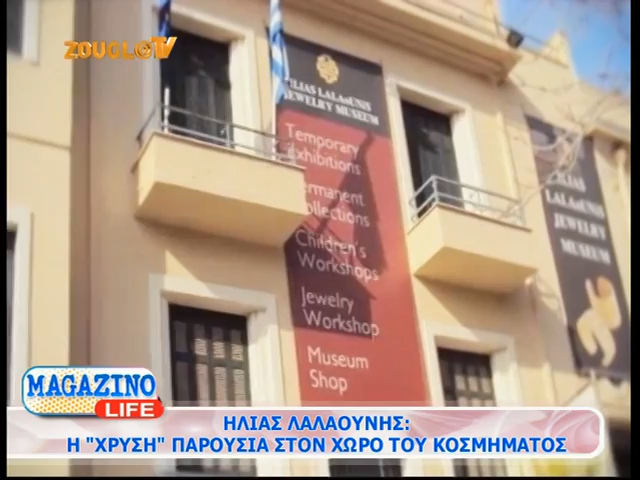 ZOUGL@TV
ILIAS LALAoUNIS
JEWELRY MUSEUM
Temporary
Exhibitions
Permanent
Collections
Children's
Workshops
Jewelry
Workshop
Museum
Shop
ILIAS
LALAoUNIS
JEWELRY
MUSEUM
MAGAZINO
LIFE
ΗΛΙΑΣ ΛΑΛΑΟΥΝΗΣ:
Η "ΧΡΥΣΗ" ΠΑΡΟΥΣΙΑ ΣΤΟΝ ΧΩΡΟ ΤΟΥ ΚΟΣΜΗΜΑΤΟΣ